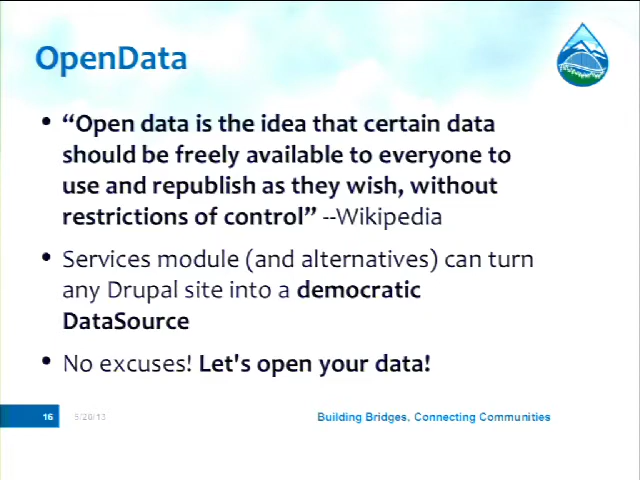 OpenData
• “Open data is the idea that certain data
should be freely available to everyone to
use and republish as they wish, without
restrictions of control” --Wikipedia
• Services module (and alternatives) can turn
any Drupal site into a democratic
DataSource
• No excuses! Let's open your data!
16 5/20/13 Building Bridges, Connecting Communities